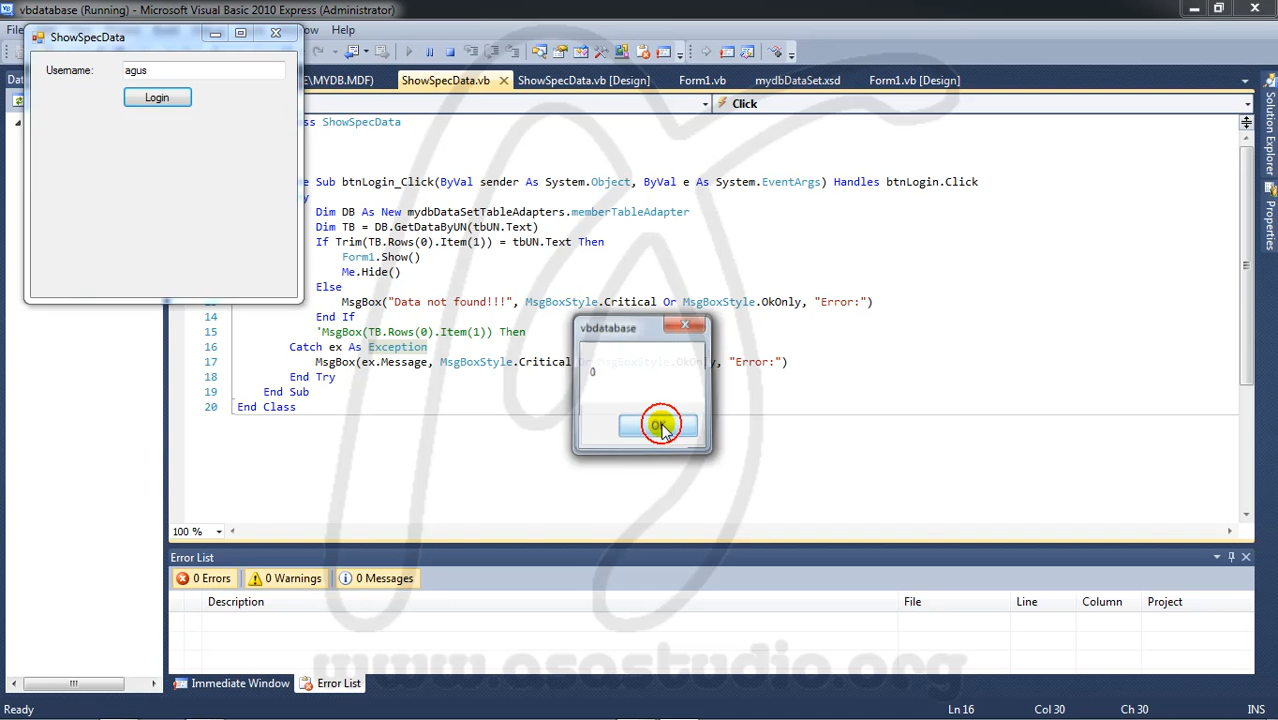 vbdatabase (Running) - Microsoft Visual Basic 2010 Express (Administrator)
Help
ShowSpecData
Username:
agus
Login
E\MYDB.MDF)
ShowSpecData.vb
ShowSpecData.vb [Design]
Form1.vb
mydbDataSet.xsd
Form1.vb [Design]
Click
Solution Explorer
Properties
ss ShowSpecData
e Sub btnLogin_Click(ByVal sender As System.Object, ByVal e As System.EventArgs) Handles btnLogin.Click
y
Dim DB As New mydbDataSetTableAdapters.memberTableAdapter
Dim TB = DB.GetDataByUN(tbUN.Text)
If Trim(TB.Rows(0).Item(1)) = tbUN.Text Then
Form1.Show()
Me.Hide()
Else
MsgBox("Data not found!!!", MsgBoxStyle.Critical Or MsgBoxStyle.OkOnly, "Error:")
14 End If
15 'MsgBox(TB.Rows(0).Item(1)) Then
16 Catch ex As Exception
17 MsgBox(ex.Message, MsgBoxStyle.Critical Or MsgBoxStyle.OkOnly, "Error:")
18 End Try
19 End Sub
20 End Class
vbdatabase
0
OK
100 %
Error List
0 Errors
0 Warnings
0 Messages
Description
File
Line
Column
Project
www.asastudio.org
Immediate Window
Error List
Ready
Ln 16
Col 30
Ch 30
INS